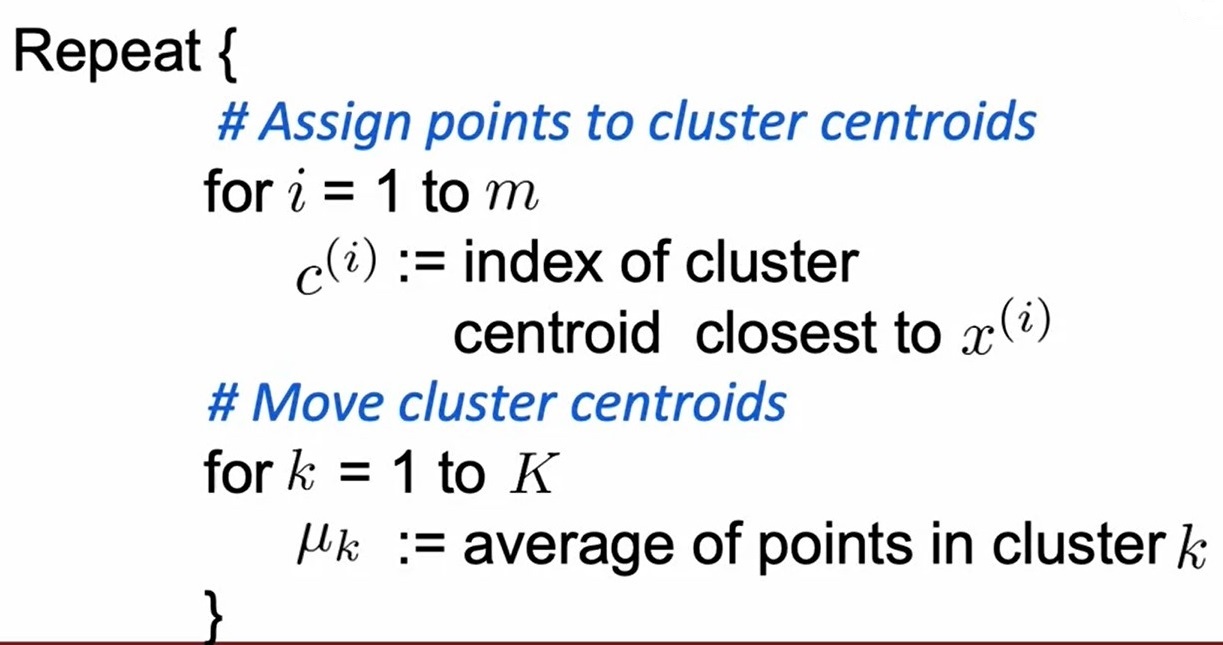 Repeat {
# Assign points to cluster centroids
for i = 1 to m
c⁽ⁱ⁾ := index of cluster
centroid closest to x⁽ⁱ⁾
# Move cluster centroids
for k = 1 to K
μₖ := average of points in cluster k
}